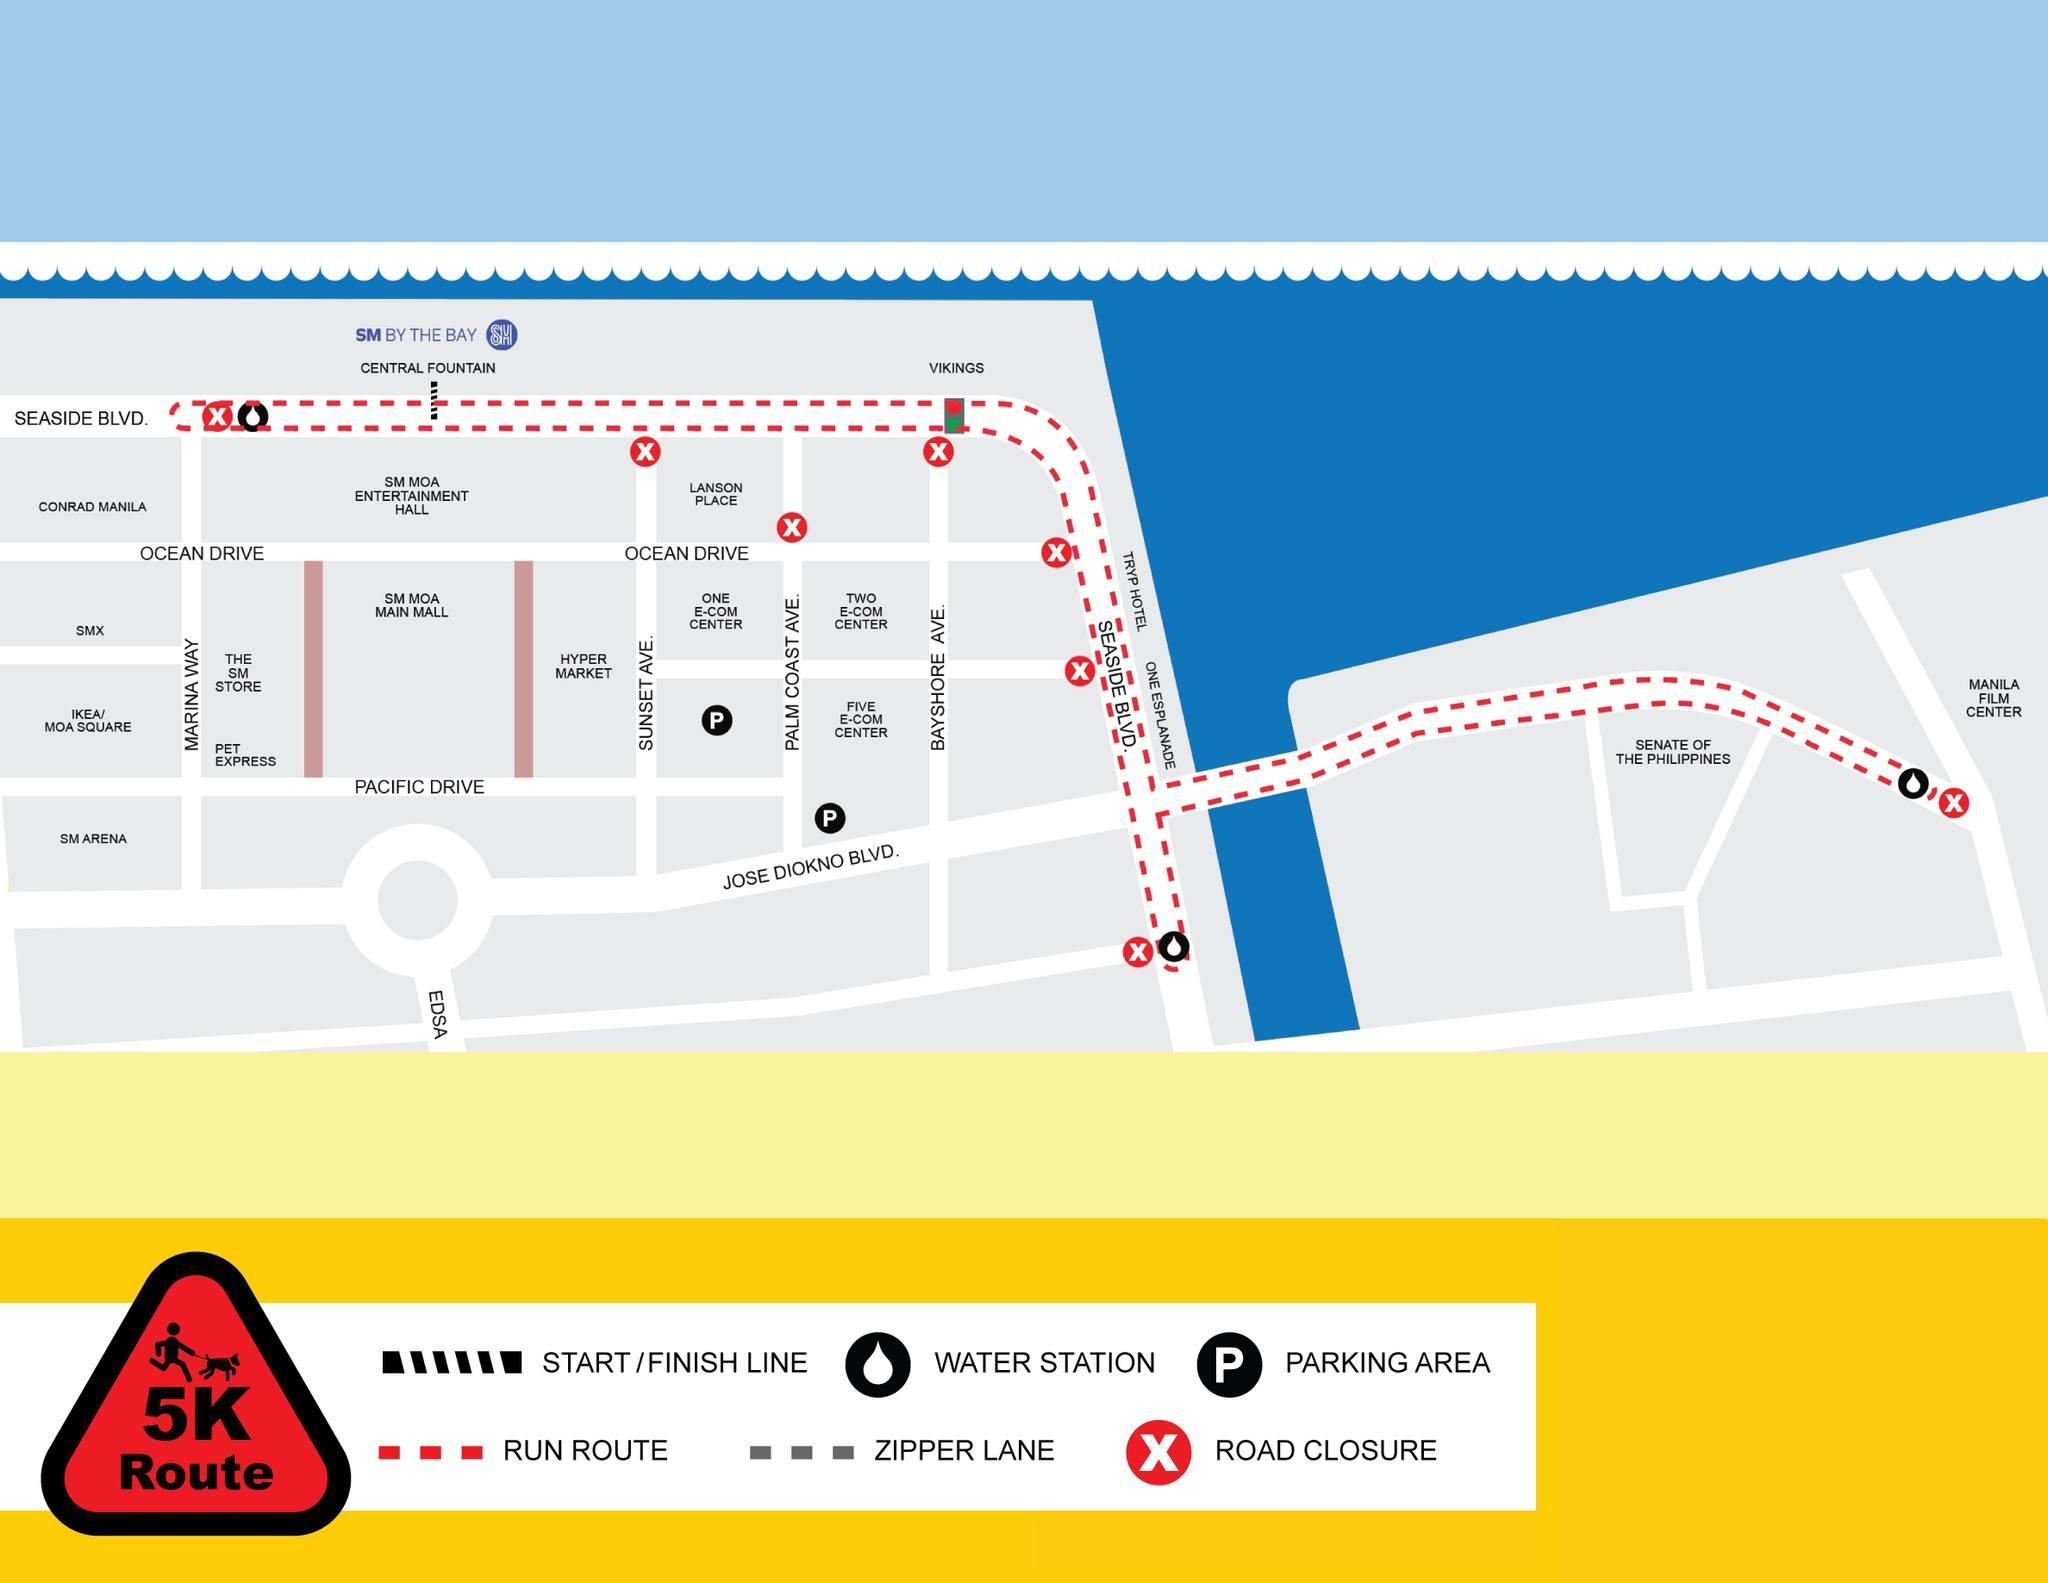 SM BY THE BAY SM
CENTRAL FOUNTAIN
VIKINGS
SEASIDE BLVD.
X
X
X
CONRAD MANILA
SM MOA
ENTERTAINMENT
HALL
LANSON
PLACE
X
OCEAN DRIVE
OCEAN DRIVE
X
TRYP HOTEL
SMX
MARINA WAY
THE
SM
STORE
SM MOA
MAIN MALL
HYPER
MARKET
SUNSET AVE.
ONE
E-COM
CENTER
PALM COAST AVE.
TWO
E-COM
CENTER
BAYSHORE AVE.
X
SEASIDE BLVD.
ONE ESPLANADE
IKEA/
MOA SQUARE
PET
EXPRESS
P
FIVE
E-COM
CENTER
SENATE OF
THE PHILIPPINES
MANILA
FILM
CENTER
X
PACIFIC DRIVE
P
SM ARENA
JOSE DIOKNO BLVD.
X
EDSA
5K
Route
START/FINISH LINE
WATER STATION
P PARKING AREA
RUN ROUTE
ZIPPER LANE
X ROAD CLOSURE